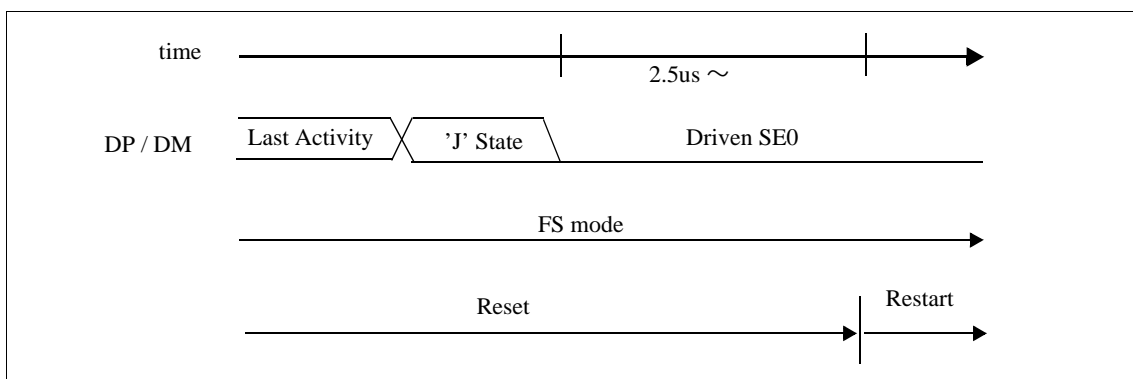 time
2.5us ～
DP / DM
Last Activity
'J' State
Driven SE0
FS mode
Reset
Restart